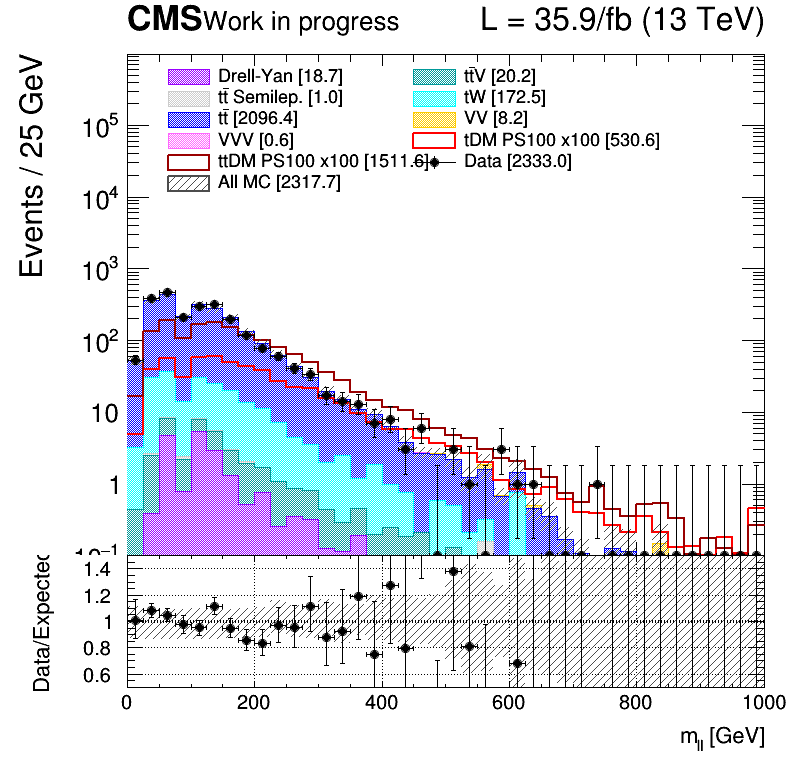 CMS Work in progress L = 35.9/fb (13 TeV)
Events / 25 GeV
Drell-Yan [18.7] tt̄V [20.2]
tt̄ Semilep. [1.0] tW [172.5]
tt̄ [2096.4] VV [8.2]
VVV [0.6] tDM PS100 x100 [530.6]
ttDM PS100 x100 [1511.6] Data [2333.0]
All MC [2317.7]
10⁵
10⁴
10³
10²
10
1
10⁻¹
Data/Expected
1.4
1.2
1
0.8
0.6
0 200 400 600 800 1000
m_ll [GeV]